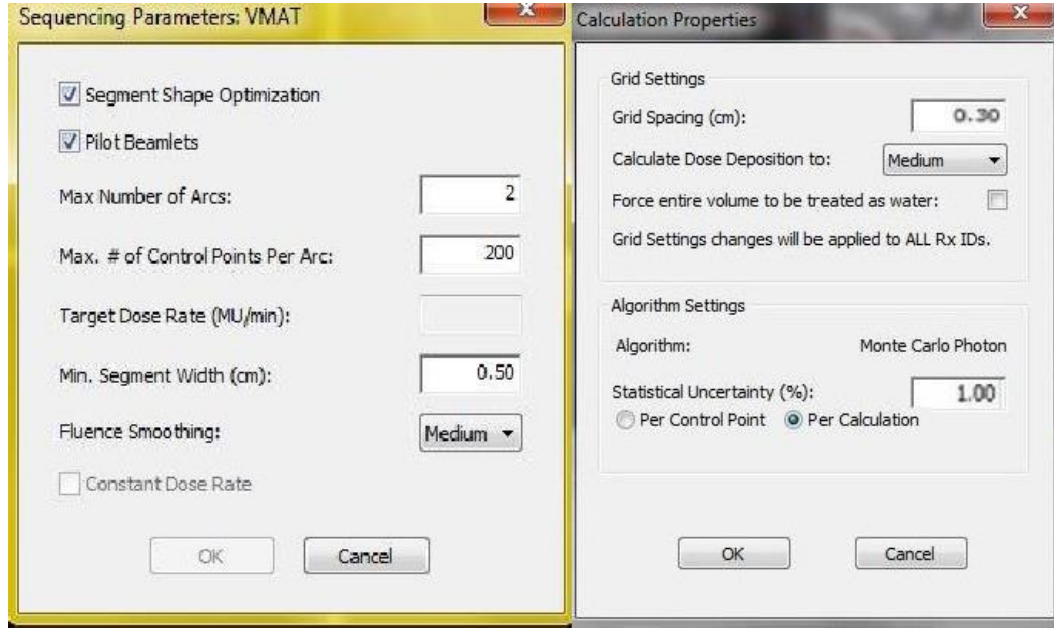 Sequencing Parameters: VMAT
Segment Shape Optimization
Pilot Beamlets
Max Number of Arcs: 2
Max. # of Control Points Per Arc: 200
Target Dose Rate (MU/min):
Min. Segment Width (cm): 0.50
Fluence Smoothing: Medium
Constant Dose Rate
OK Cancel
Calculation Properties
Grid Settings
Grid Spacing (cm): 0.30
Calculate Dose Deposition to: Medium
Force entire volume to be treated as water:
Grid Settings changes will be applied to ALL Rx IDs.
Algorithm Settings
Algorithm: Monte Carlo Photon
Statistical Uncertainty (%): 1.00
Per Control Point Per Calculation
OK Cancel